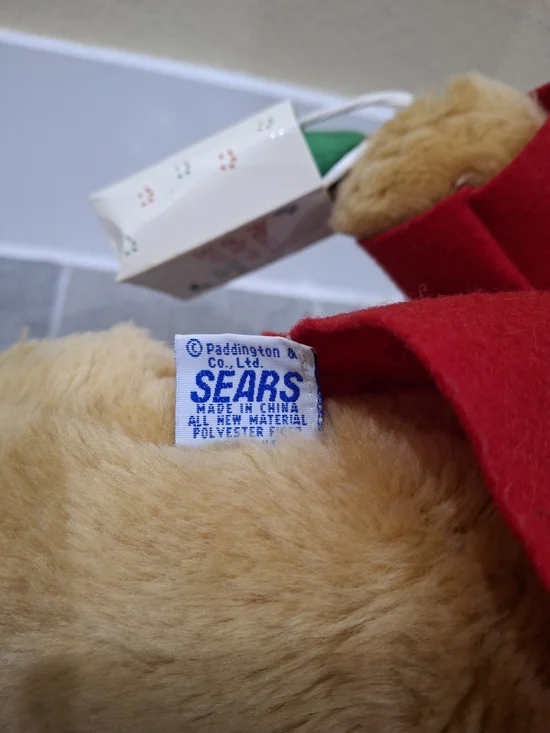 © Paddington &
Co., Ltd.
SEARS
MADE IN CHINA
ALL NEW MATERIAL
POLYESTER